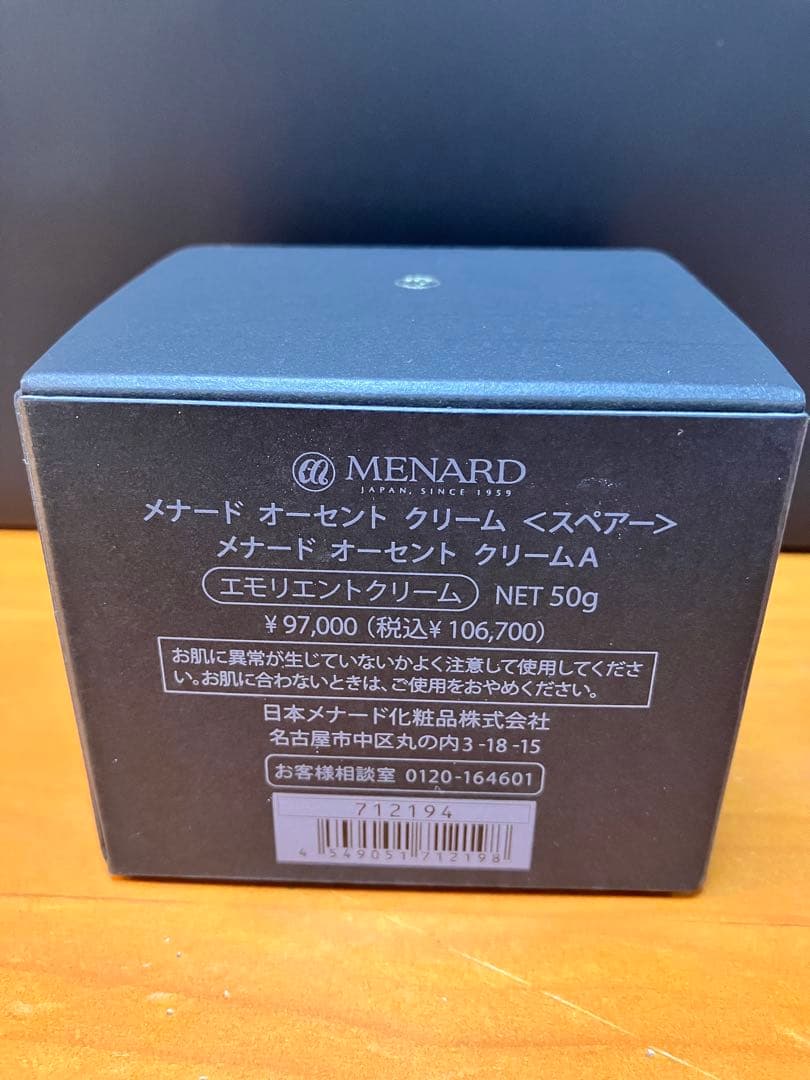 MENARD
JAPAN, SINCE 1959
メナード オーセント クリーム <スペアー>
メナード オーセント クリームA
エモリエントクリーム NET 50g
¥97,000 (税込¥106,700)
お肌に異常が生じていないかよく注意して使用してくださ
い。お肌に合わないときは、ご使用をおやめください。
日本メナード化粧品株式会社
名古屋市中区丸の内3-18-15
お客様相談室 0120-164601
712194
4 549051 712198